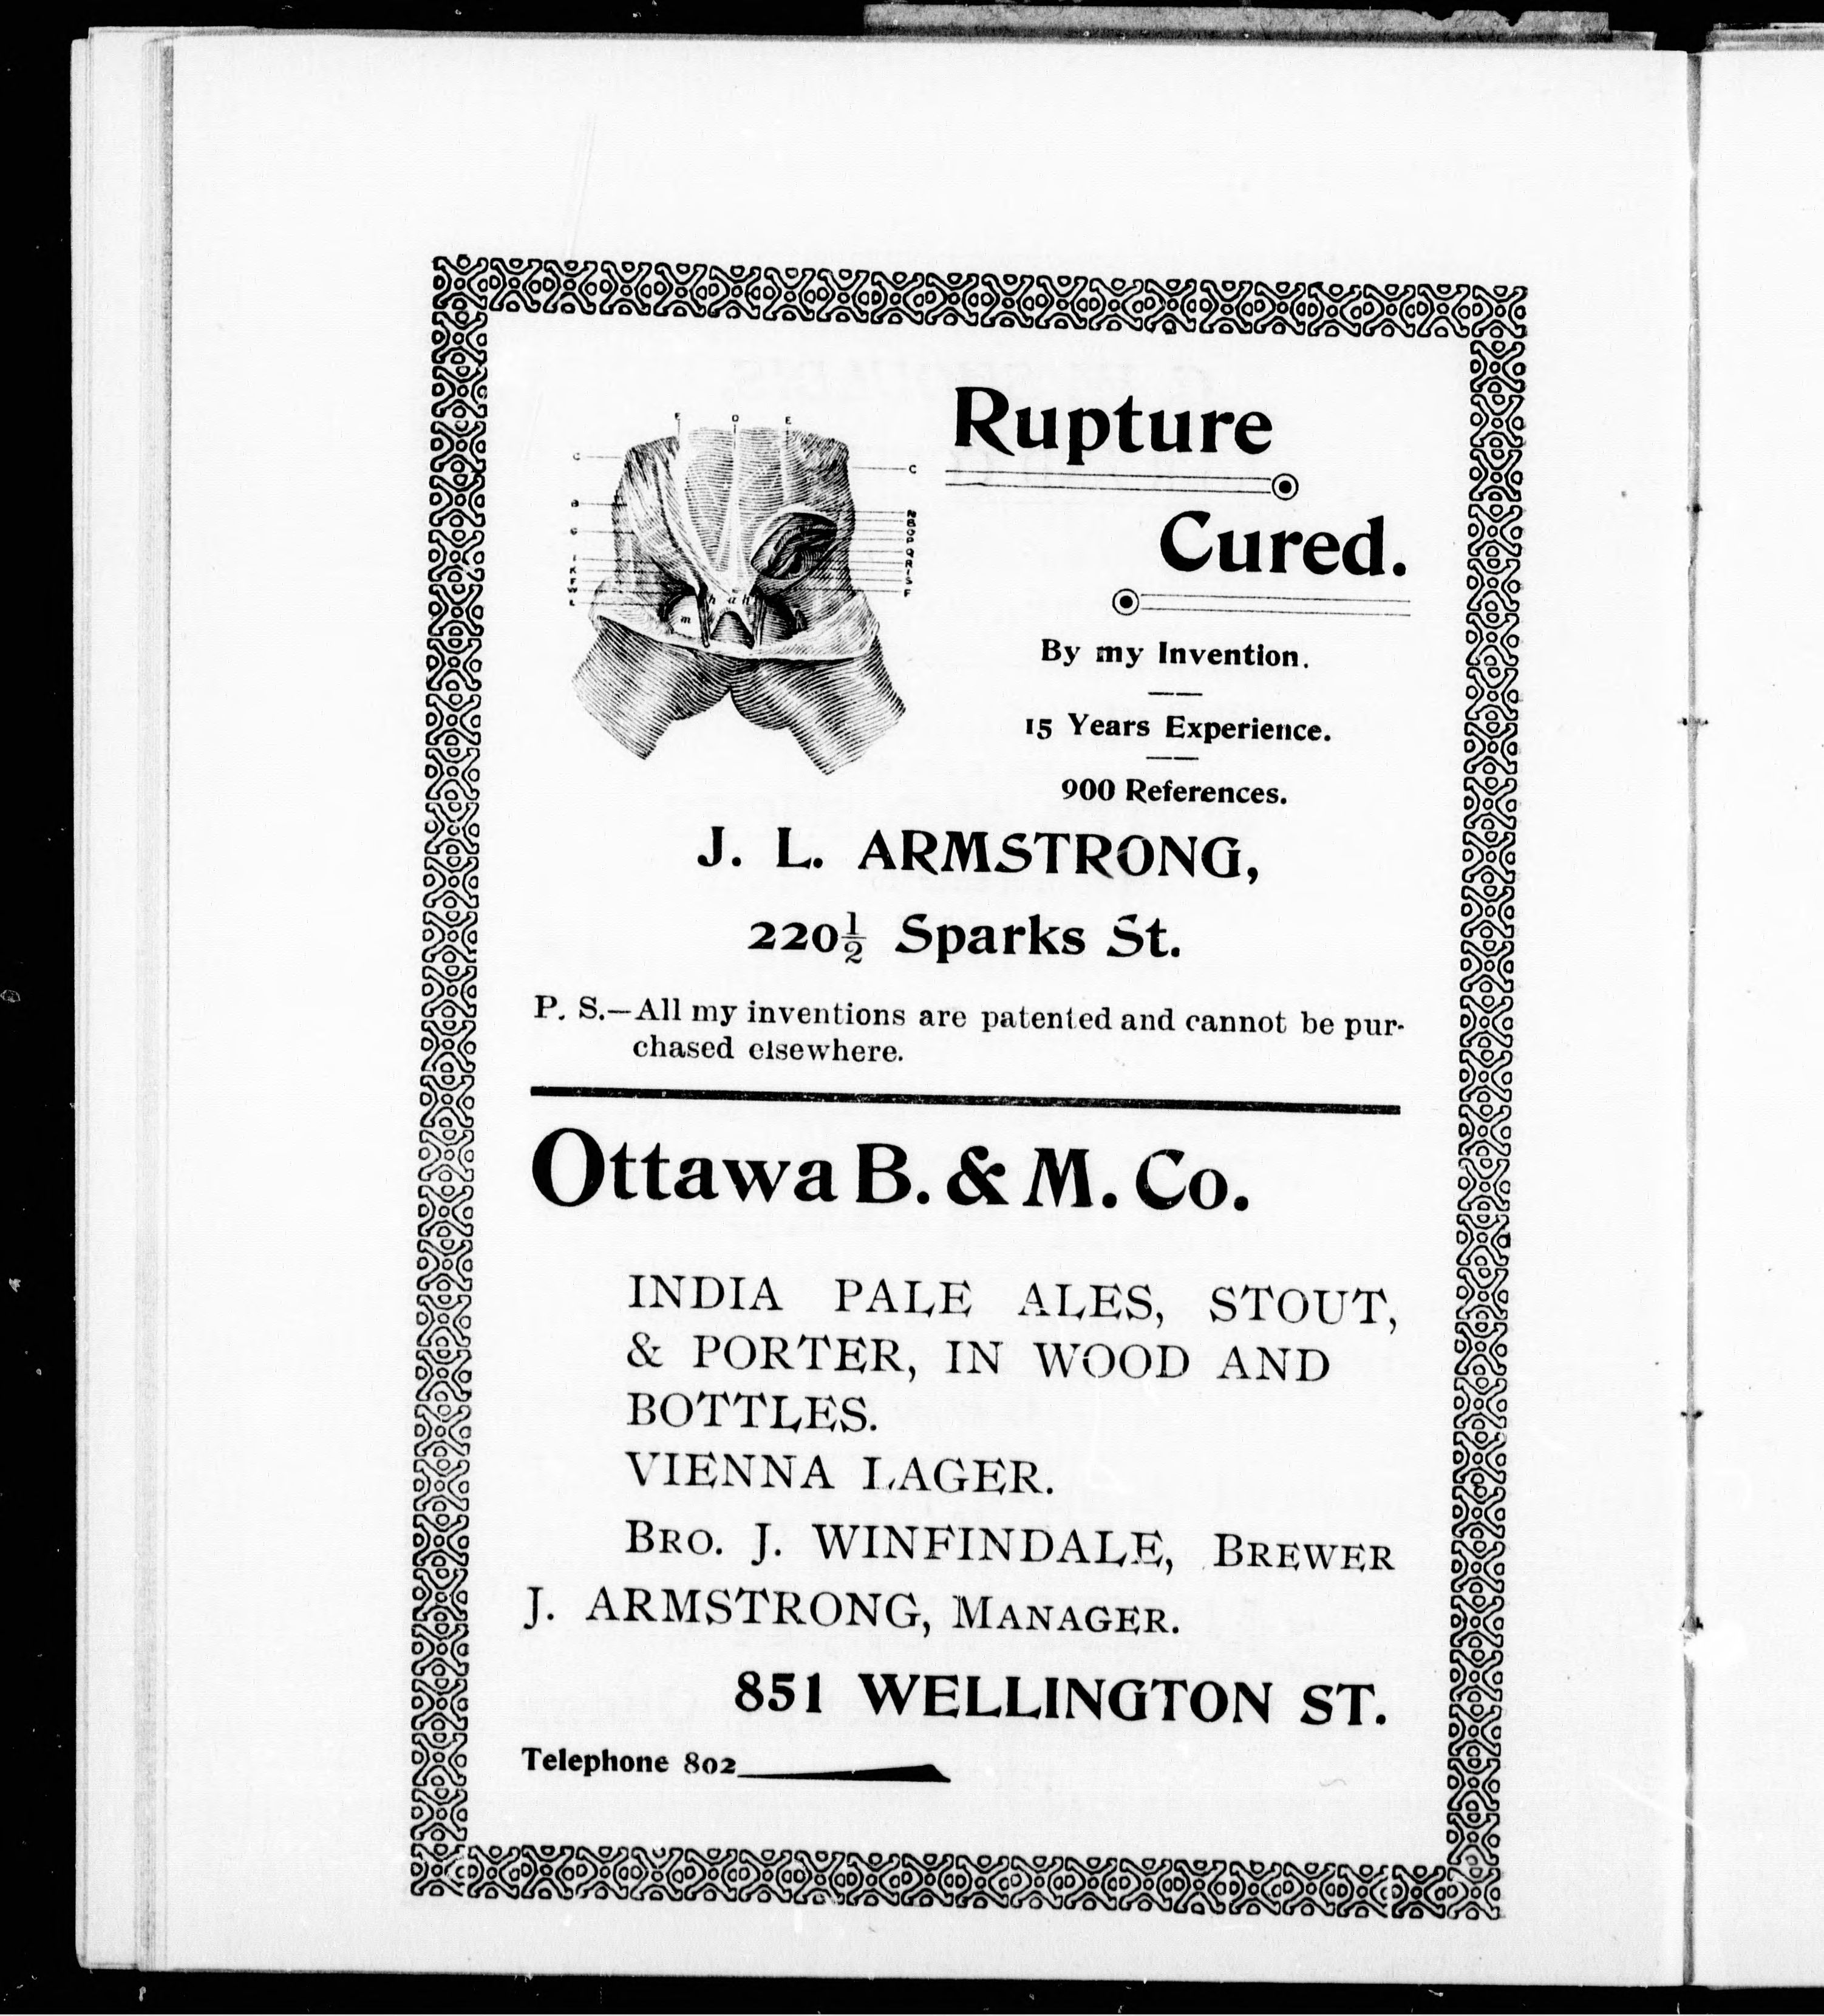 Rupture
Cured.
By my Invention.
15 Years Experience.
900 References.
J. L. ARMSTRONG,
220½ Sparks St.
P. S.—All my inventions are patented and cannot be pur-
chased elsewhere.
Ottawa B. & M. Co.
INDIA PALE ALES, STOUT,
& PORTER, IN WOOD AND
BOTTLES.
VIENNA LAGER.
BRO. J. WINFINDALE, BREWER
J. ARMSTRONG, MANAGER.
851 WELLINGTON ST.
Telephone 802